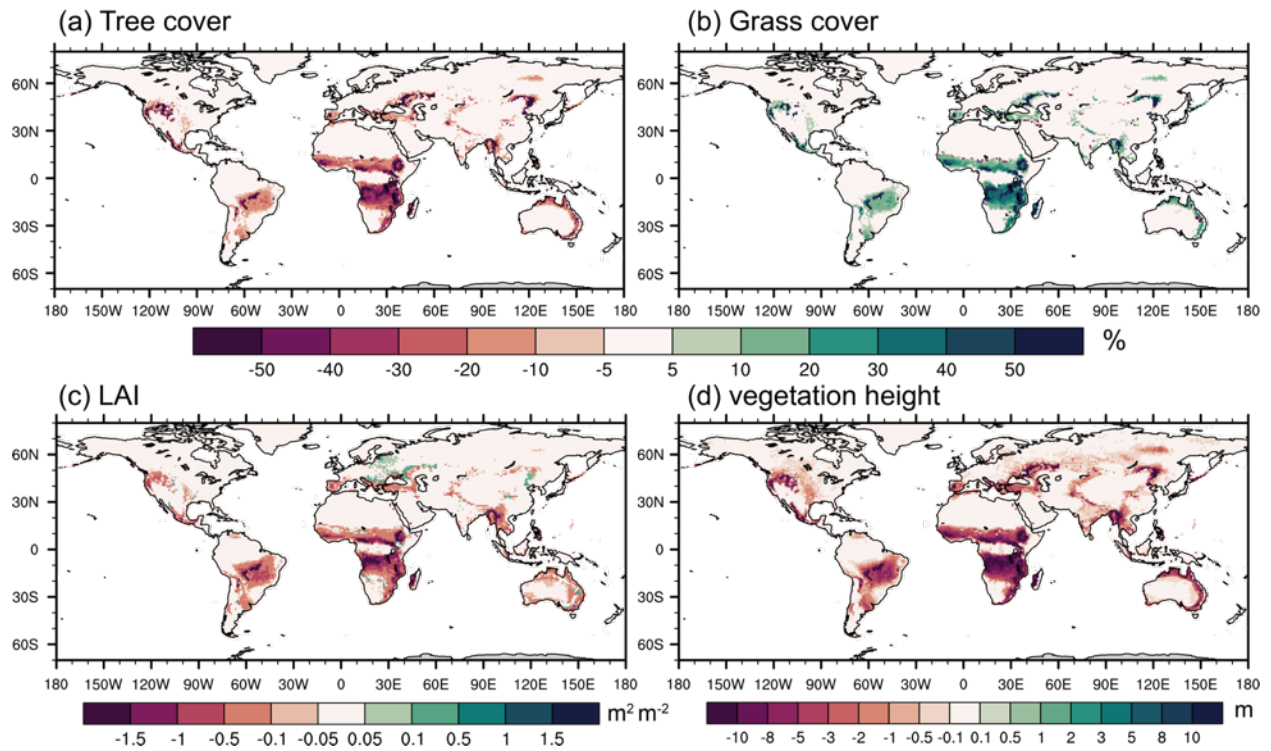 (a) Tree cover
(b) Grass cover
60N
30N
0
30S
60S
180 150W 120W 90W 60W 30W 0 30E 60E 90E 120E 150E 180
60N
30N
0
30S
60S
180 150W 120W 90W 60W 30W 0 30E 60E 90E 120E 150E 180
-50 -40 -30 -20 -10 -5 5 10 20 30 40 50 %
(c) LAI
(d) vegetation height
60N
30N
0
30S
60S
180 150W 120W 90W 60W 30W 0 30E 60E 90E 120E 150E 180
60N
30N
0
30S
60S
180 150W 120W 90W 60W 30W 0 30E 60E 90E 120E 150E 180
-1.5 -1 -0.5 -0.1 -0.05 0.05 0.1 0.5 1 1.5 m² m⁻²
-10 -8 -5 -3 -2 -1 -0.5 -0.1 0.1 0.5 1 2 3 5 8 10 m